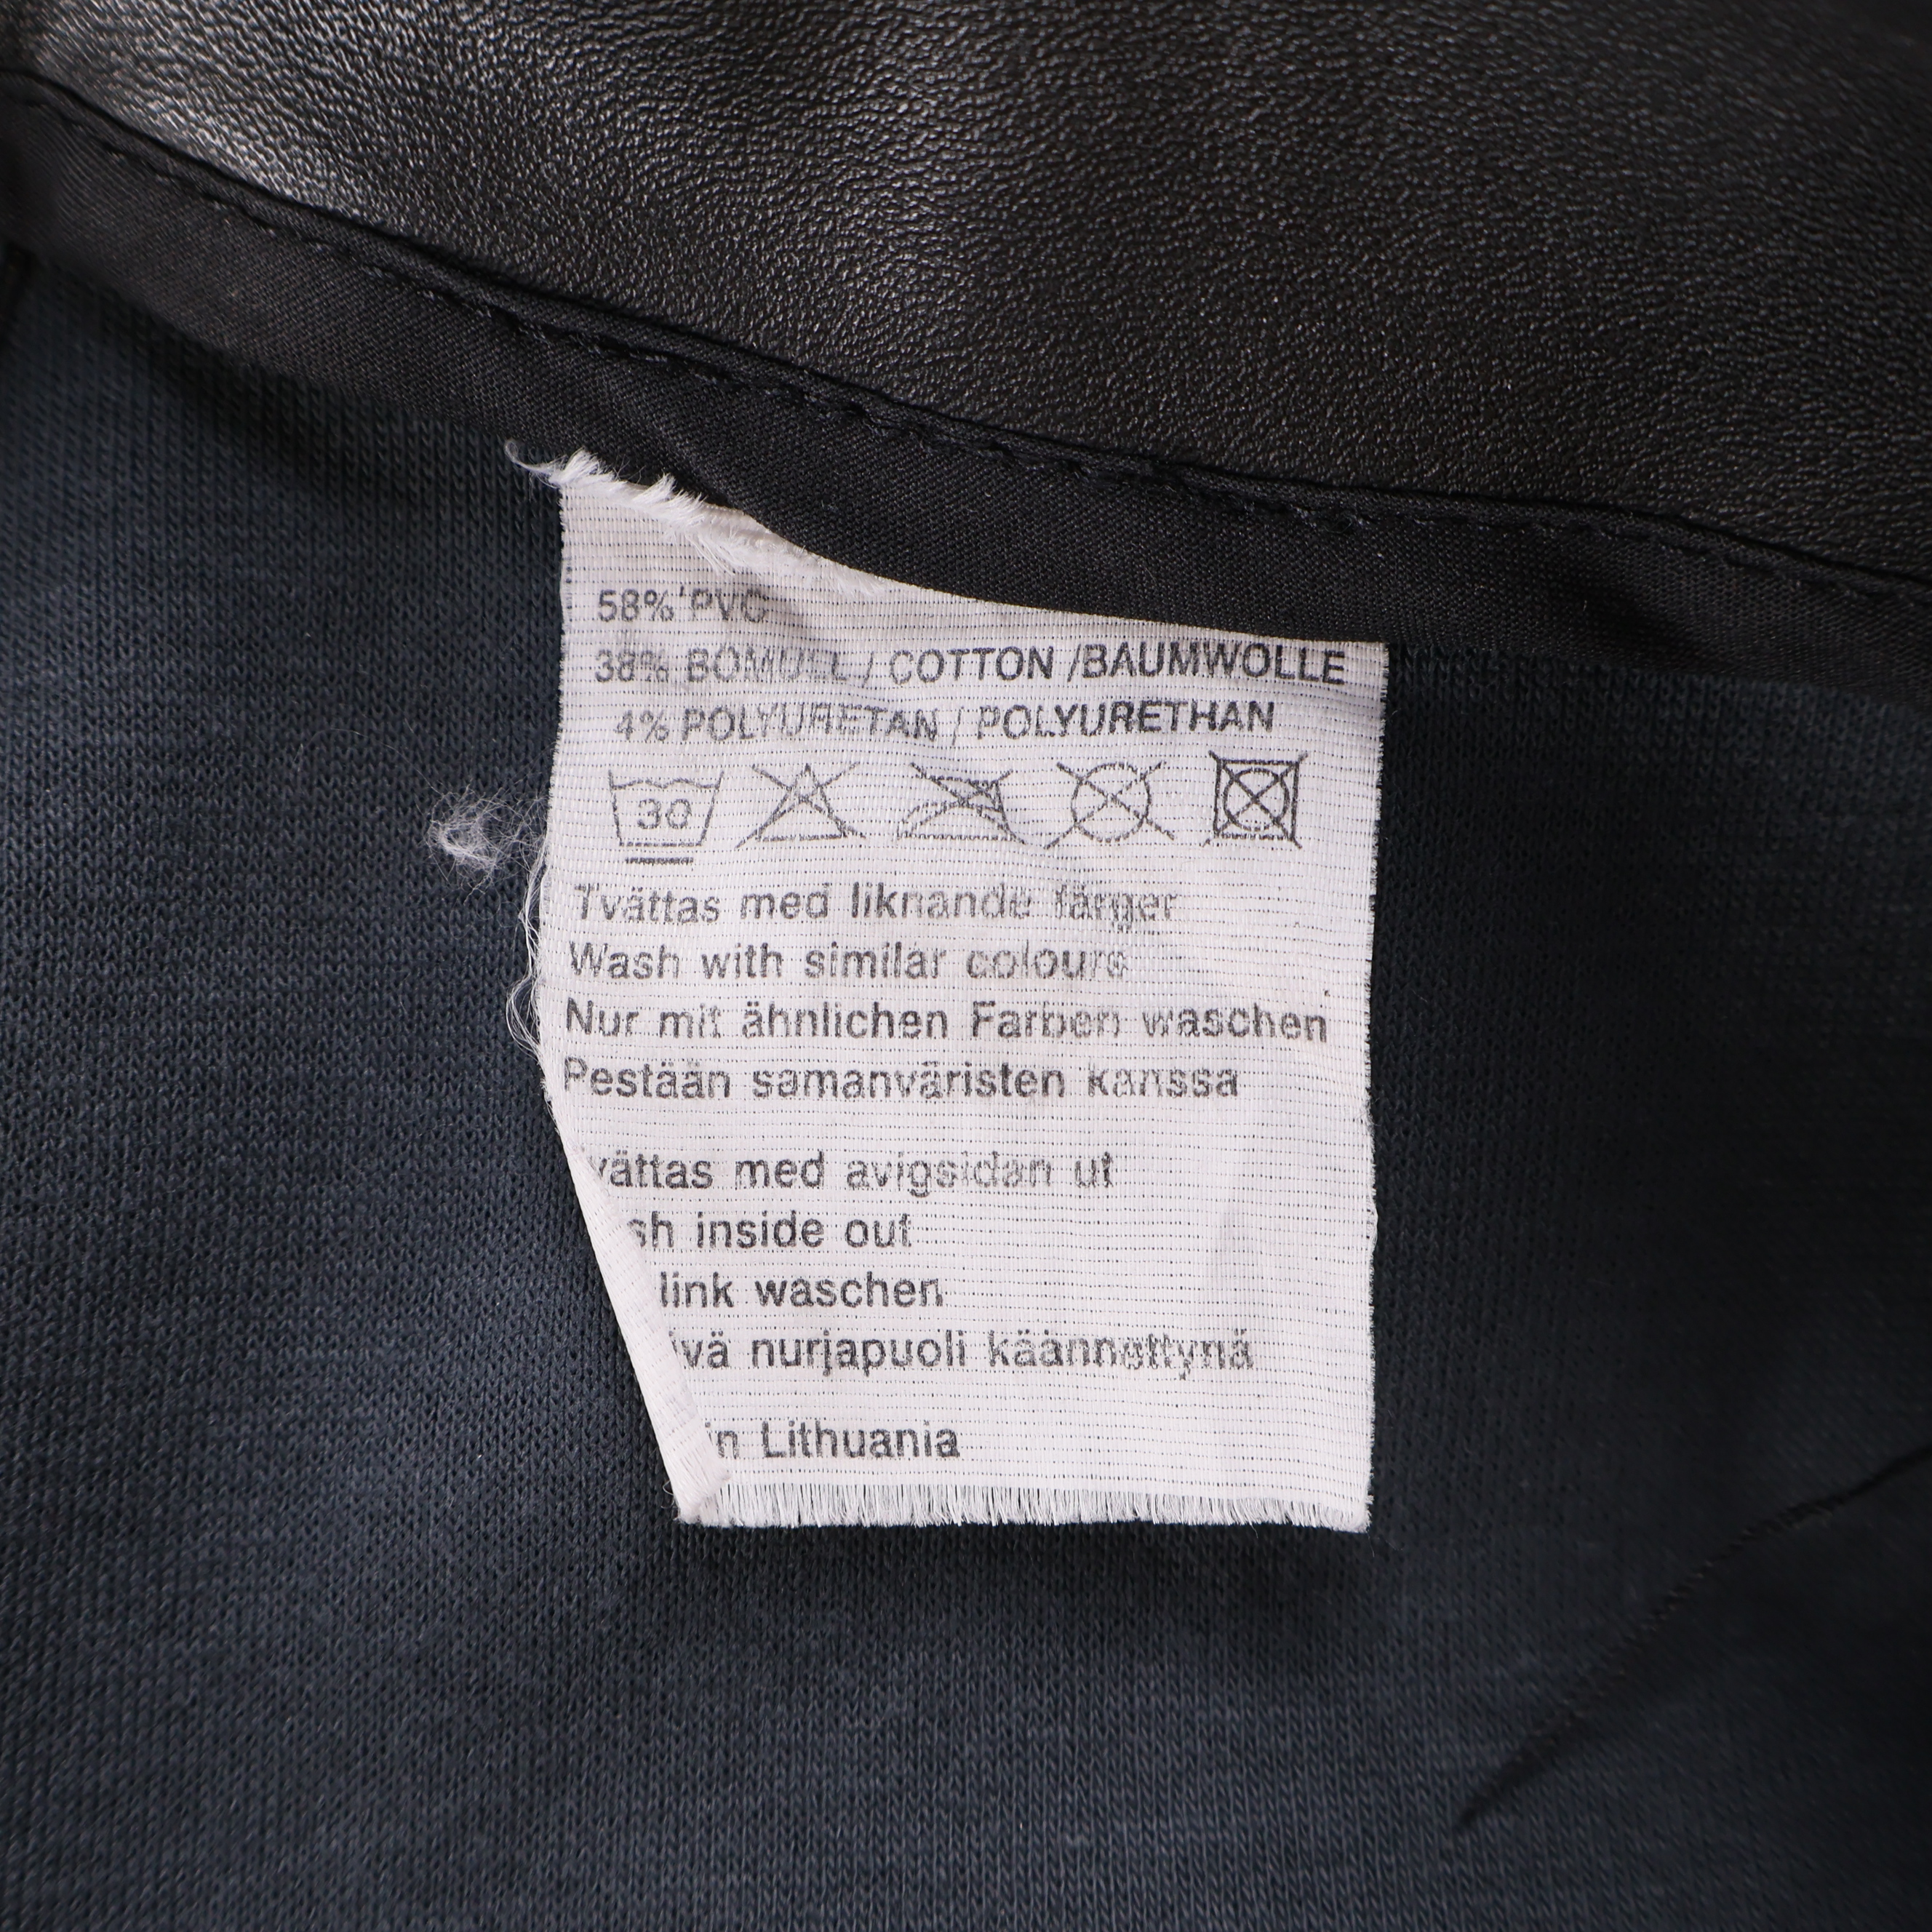 58% PVC
38% BOMULL / COTTON /BAUMWOLLE
4% POLYURETAN / POLYURETHAN
30
Tvättas med liknande färger
Wash with similar colours
Nur mit ähnlichen Farben waschen
Pestään samanväristen kanssa
vättas med avigsidan ut
sh inside out
link waschen
vä nurjapuoli käännettynä
in Lithuania